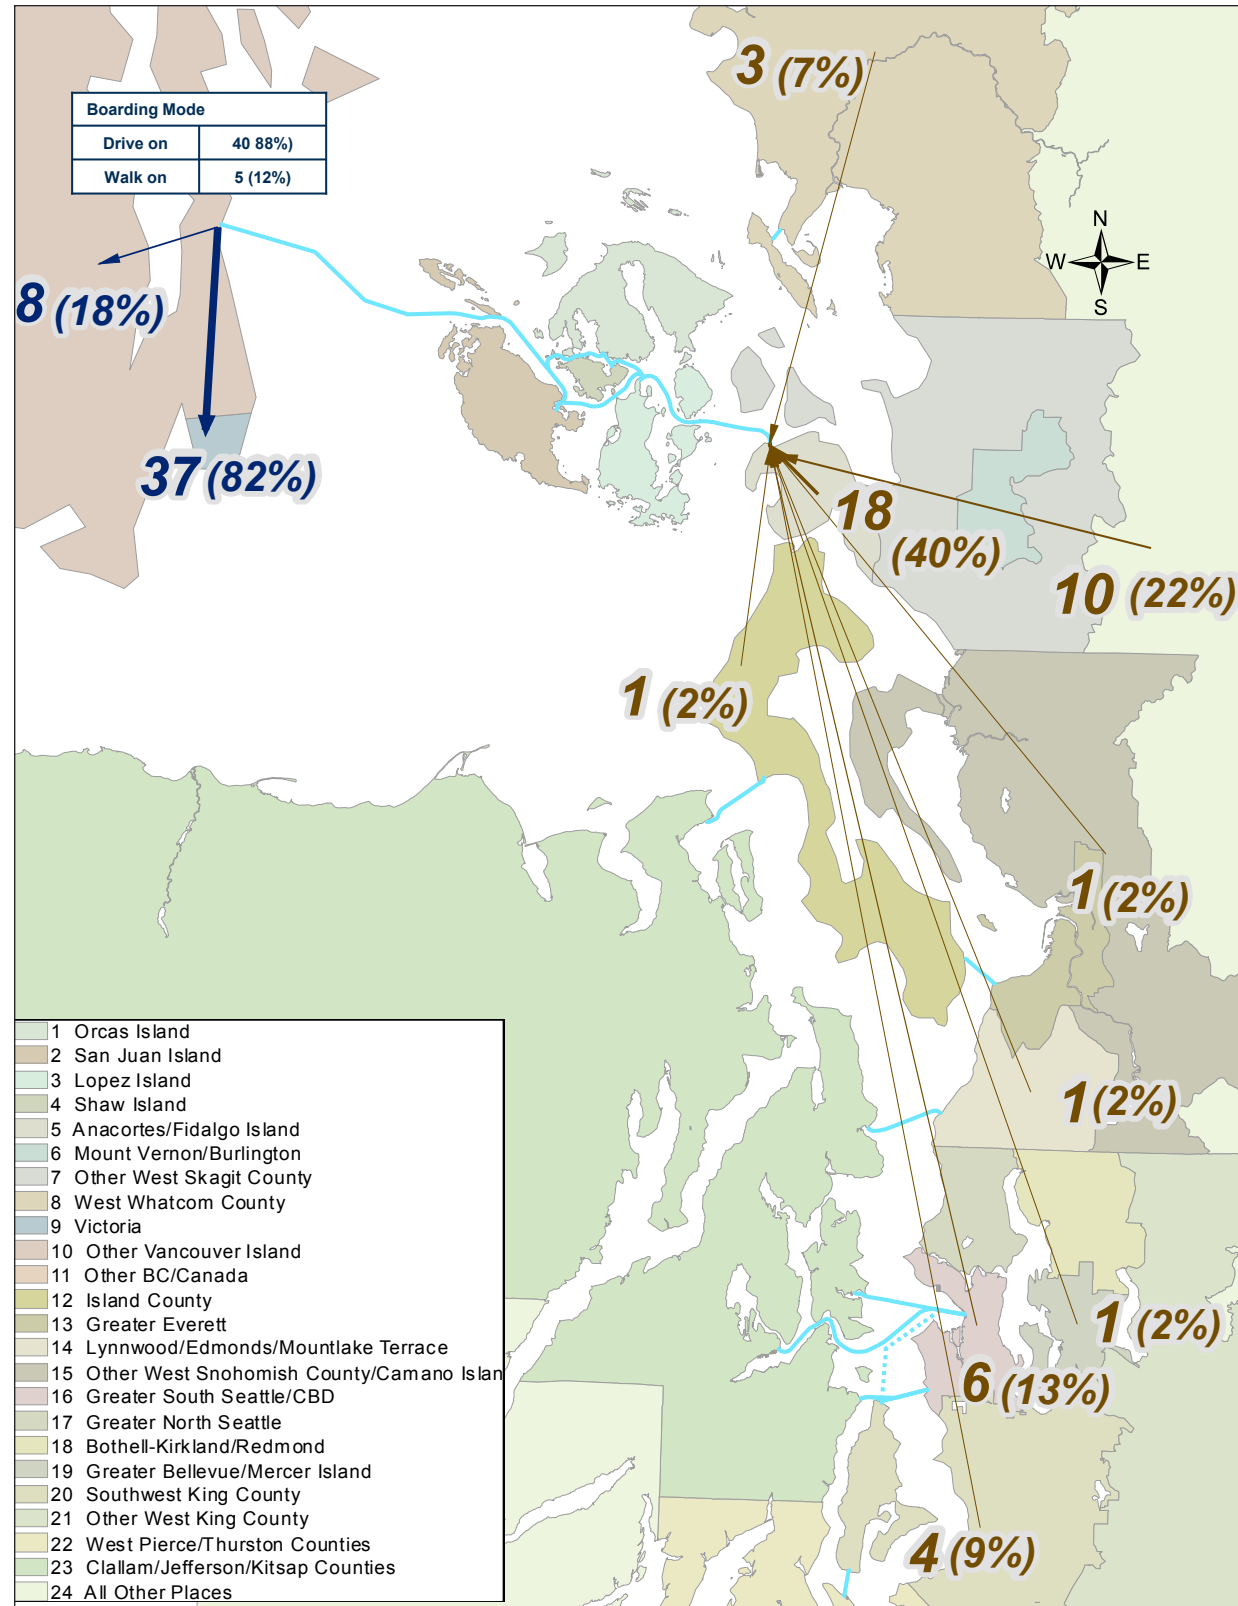 3 (7%)
Boarding Mode
Drive on 40 88%)
Walk on 5 (12%)
N
W E
S
8 (18%)
37 (82%)
18
(40%)
10 (22%)
1 (2%)
1 (2%)
1 (2%)
1 (2%)
6 (13%)
4 (9%)
1 Orcas Island
2 San Juan Island
3 Lopez Island
4 Shaw Island
5 Anacortes/Fidalgo Island
6 Mount Vernon/Burlington
7 Other West Skagit County
8 West Whatcom County
9 Victoria
10 Other Vancouver Island
11 Other BC/Canada
12 Island County
13 Greater Everett
14 Lynnwood/Edmonds/Mountlake Terrace
15 Other West Snohomish County/Camano Islan
16 Greater South Seattle/CBD
17 Greater North Seattle
18 Bothell-Kirkland/Redmond
19 Greater Bellevue/Mercer Island
20 Southwest King County
21 Other West King County
22 West Pierce/Thurston Counties
23 Clallam/Jefferson/Kitsap Counties
24 All Other Places